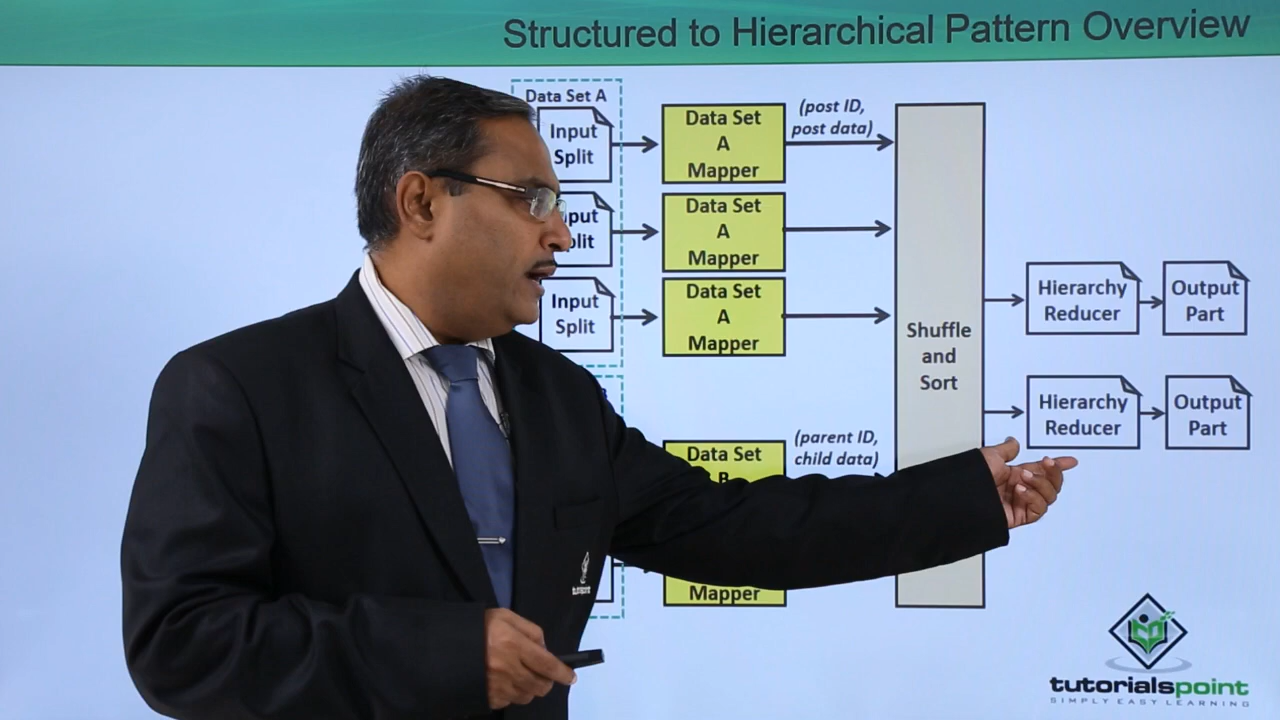 Structured to Hierarchical Pattern Overview
Data Set A
Input
Split
Data Set
A
Mapper
(post ID,
post data)
Split
Data Set
A
Mapper
Input
Split
Data Set
A
Mapper
Shuffle
and
Sort
Hierarchy
Reducer
Output
Part
Hierarchy
Reducer
Output
Part
Data Set
B
(parent ID,
child data)
Mapper
tutorialspoint
SIMPLY EASY LEARNING